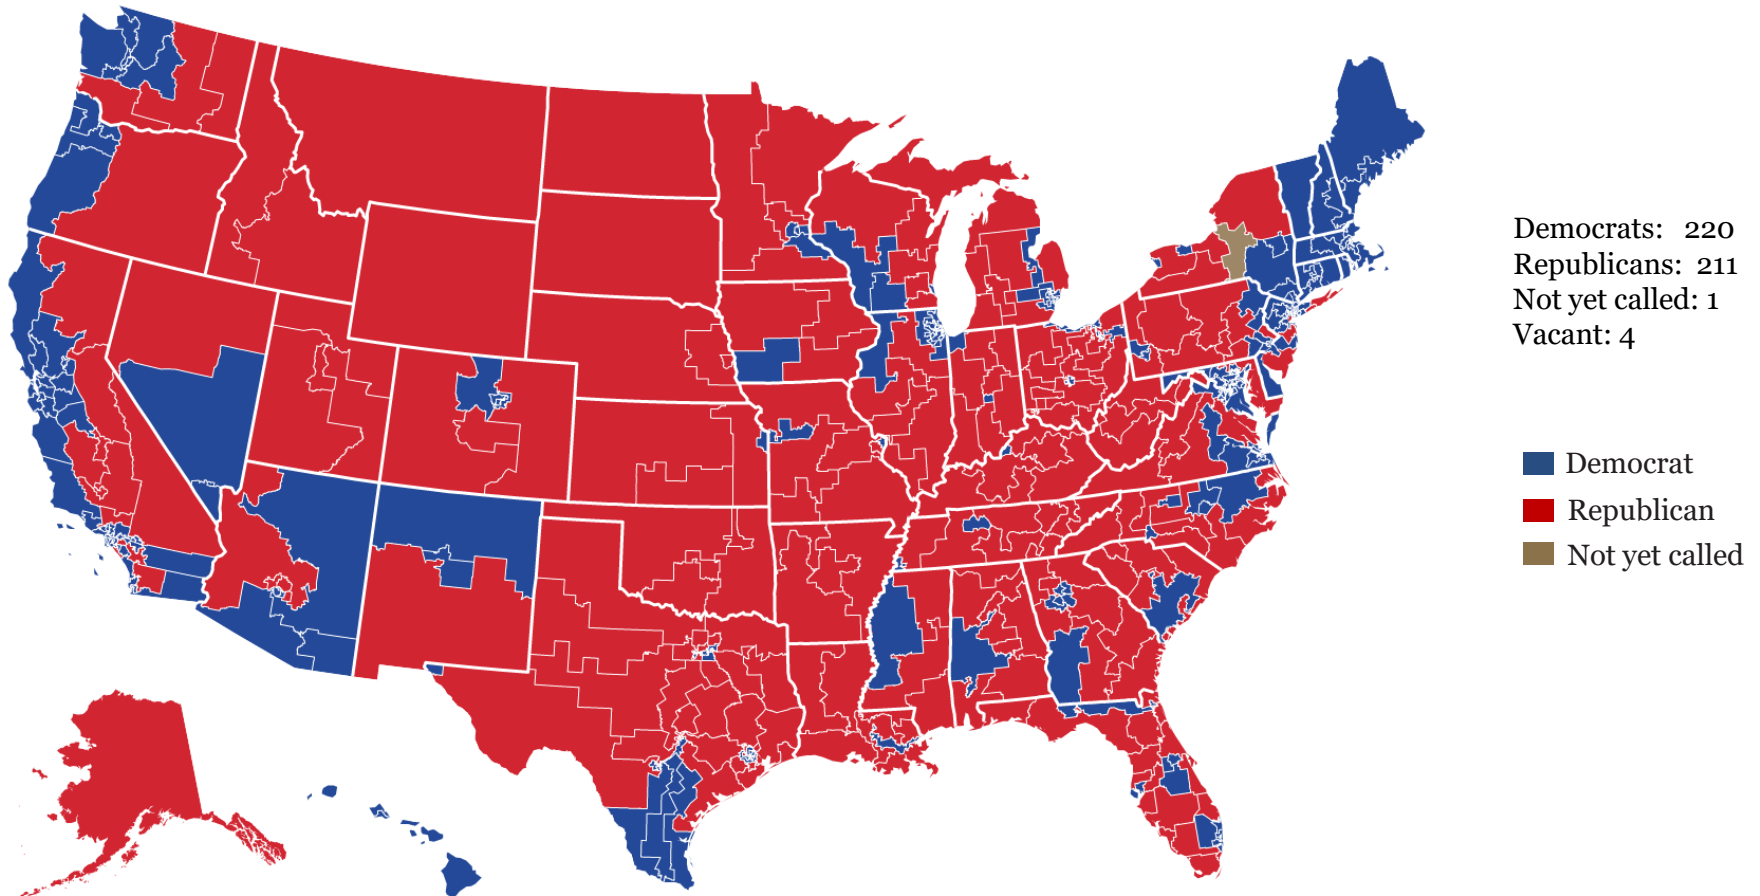 Democrats: 220
Republicans: 211
Not yet called: 1
Vacant: 4
Democrat
Republican
Not yet called